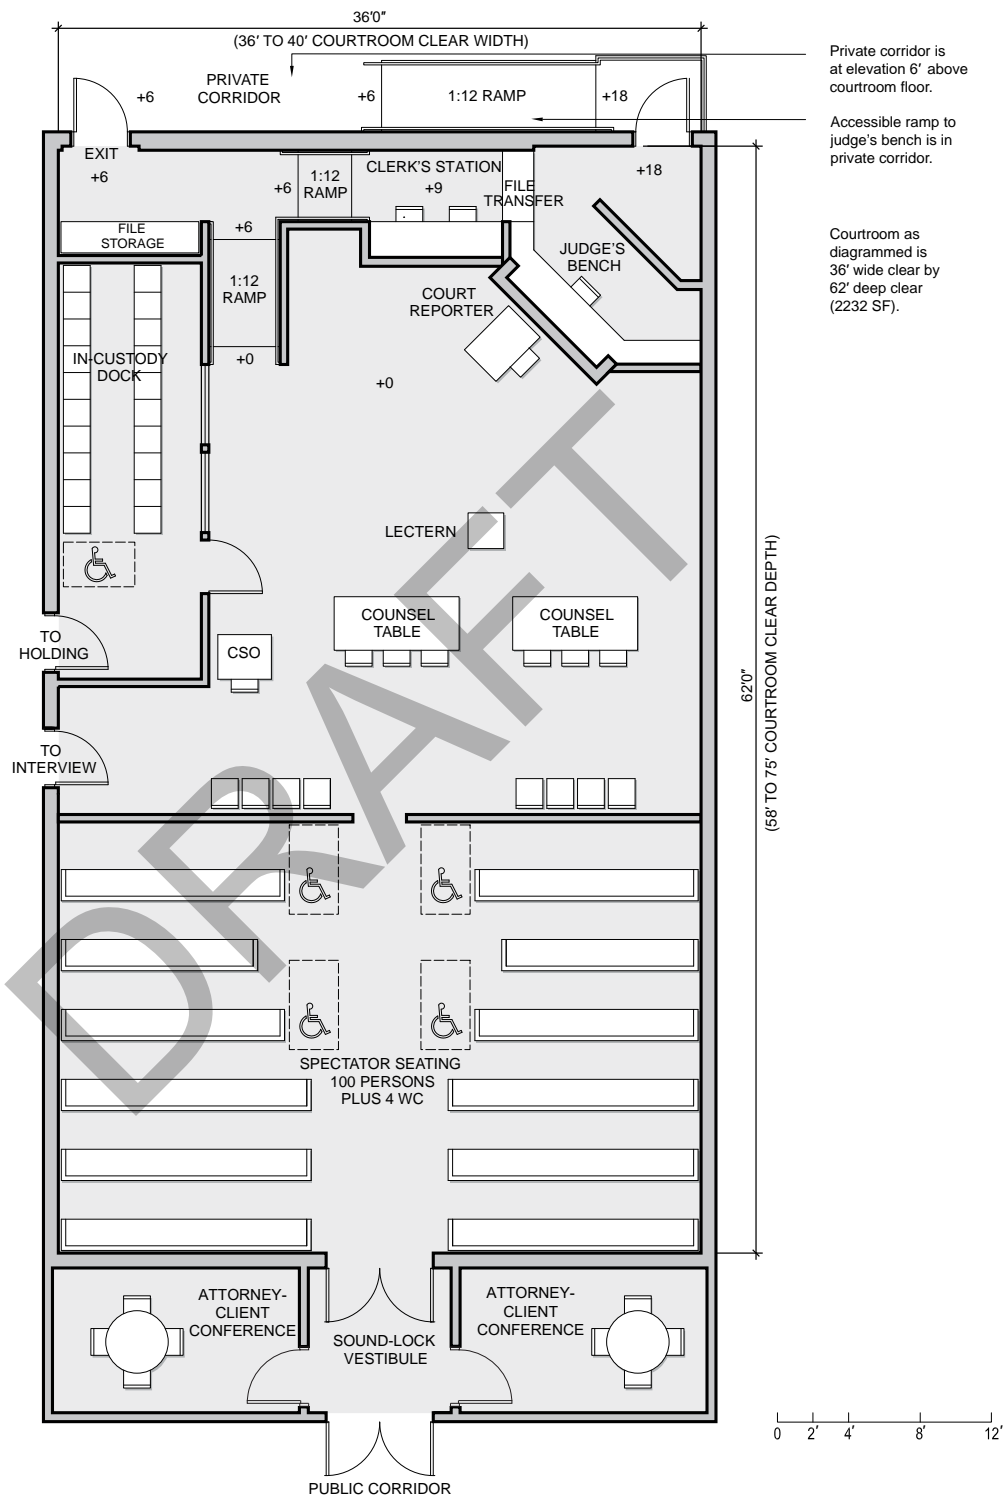 36′0″
(36′ TO 40′ COURTROOM CLEAR WIDTH)
PRIVATE
CORRIDOR
+6
+6
1:12 RAMP
+18
Private corridor is
at elevation 6′ above
courtroom floor.
Accessible ramp to
judge's bench is in
private corridor.
EXIT
+6
+6
1:12
RAMP
CLERK'S STATION
+9
FILE
TRANSFER
+18
FILE
STORAGE
+6
1:12
RAMP
+0
JUDGE'S
BENCH
Courtroom as
diagrammed is
36′ wide clear by
62′ deep clear
(2232 SF).
COURT
REPORTER
IN-CUSTODY
DOCK
+0
LECTERN
COUNSEL
TABLE
COUNSEL
TABLE
TO
HOLDING
CSO
62′0″
(58′ TO 75′ COURTROOM CLEAR DEPTH)
TO
INTERVIEW
DRAFT
SPECTATOR SEATING
100 PERSONS
PLUS 4 WC
ATTORNEY-
CLIENT
CONFERENCE
ATTORNEY-
CLIENT
CONFERENCE
SOUND-LOCK
VESTIBULE
PUBLIC CORRIDOR
0 2′ 4′ 8′ 12′